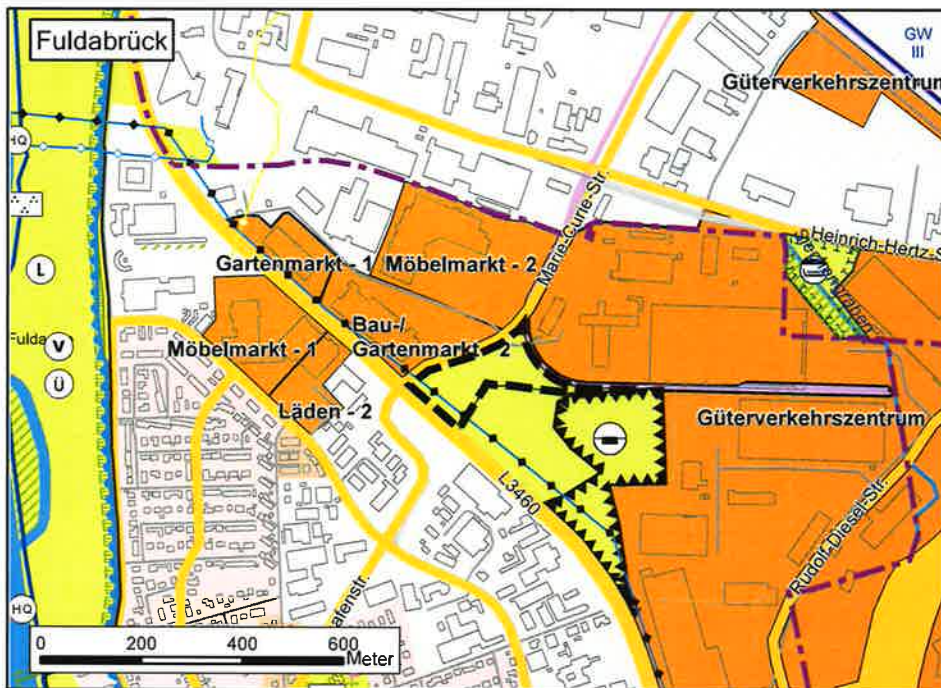 Fuldabrück
GW
III
Güterverkehrszentrum
HQ
Marie-Curie-Str.
Heinrich-Hertz-S
Gartenmarkt - 1
Möbelmarkt - 2
L
Fulda
Bau-/
Gartenmarkt - 2
V
Möbelmarkt - 1
Ü
Läden - 2
Güterverkehrszentrum
L3460
Rudolf-Diesel-Str.
HQ
atenstr.
0 200 400 600
Meter